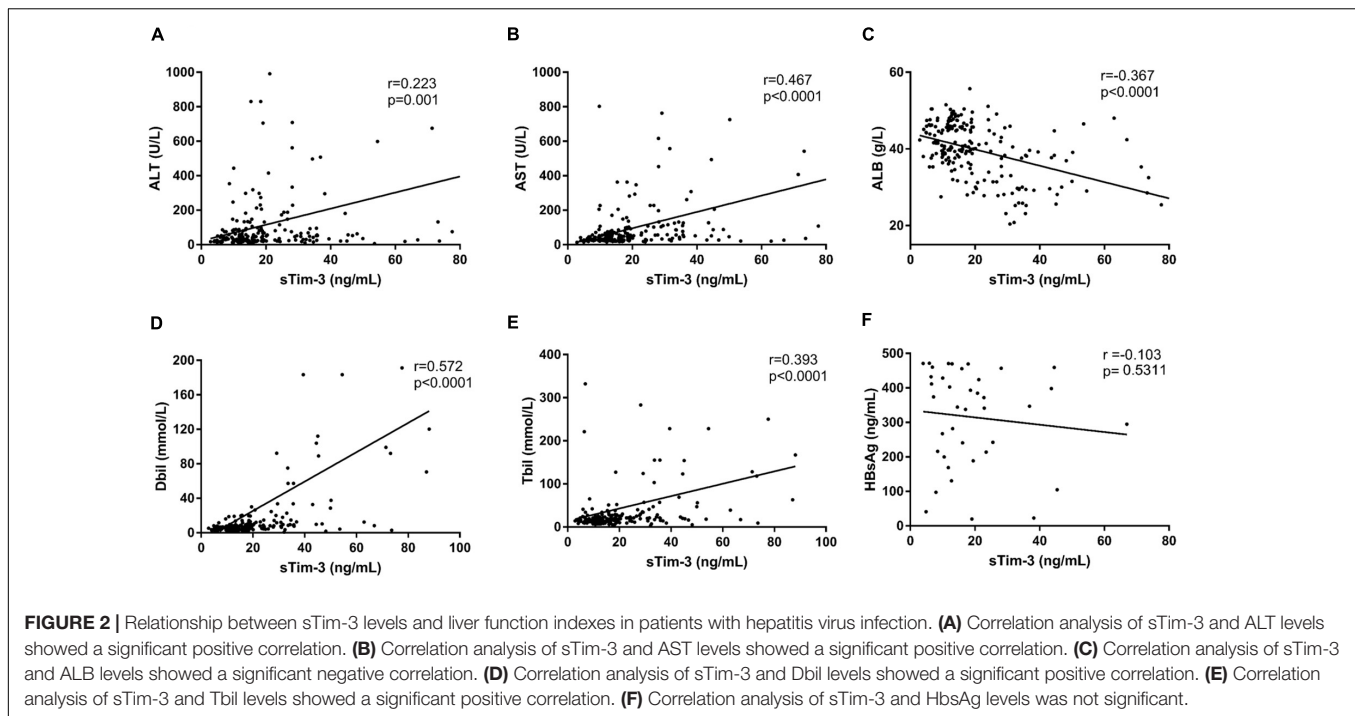 A
r=0.223
p=0.001
ALT (U/L)
1000
800
600
400
200
0
0 20 40 60 80
sTim-3 (ng/mL)
B
r=0.467
p<0.0001
AST (U/L)
1000
800
600
400
200
0
0 20 40 60 80
sTim-3 (ng/mL)
C
r=-0.367
p<0.0001
ALB (g/L)
60
40
20
0 20 40 60 80
sTim-3 (ng/mL)
D
r=0.572
p<0.0001
Dbil (mmol/L)
200
160
120
80
40
0
0 20 40 60 80 100
sTim-3 (ng/mL)
E
r=0.393
p<0.0001
Tbil (mmol/L)
400
300
200
100
0
0 20 40 60 80 100
sTim-3 (ng/mL)
F
r =-0.103
p= 0.5311
HBsAg (ng/mL)
500
400
300
200
100
0
0 20 40 60 80
sTim-3 (ng/mL)
FIGURE 2 | Relationship between sTim-3 levels and liver function indexes in patients with hepatitis virus infection. (A) Correlation analysis of sTim-3 and ALT levels
showed a significant positive correlation. (B) Correlation analysis of sTim-3 and AST levels showed a significant positive correlation. (C) Correlation analysis of sTim-3
and ALB levels showed a significant negative correlation. (D) Correlation analysis of sTim-3 and Dbil levels showed a significant positive correlation. (E) Correlation
analysis of sTim-3 and Tbil levels showed a significant positive correlation. (F) Correlation analysis of sTim-3 and HbsAg levels was not significant.